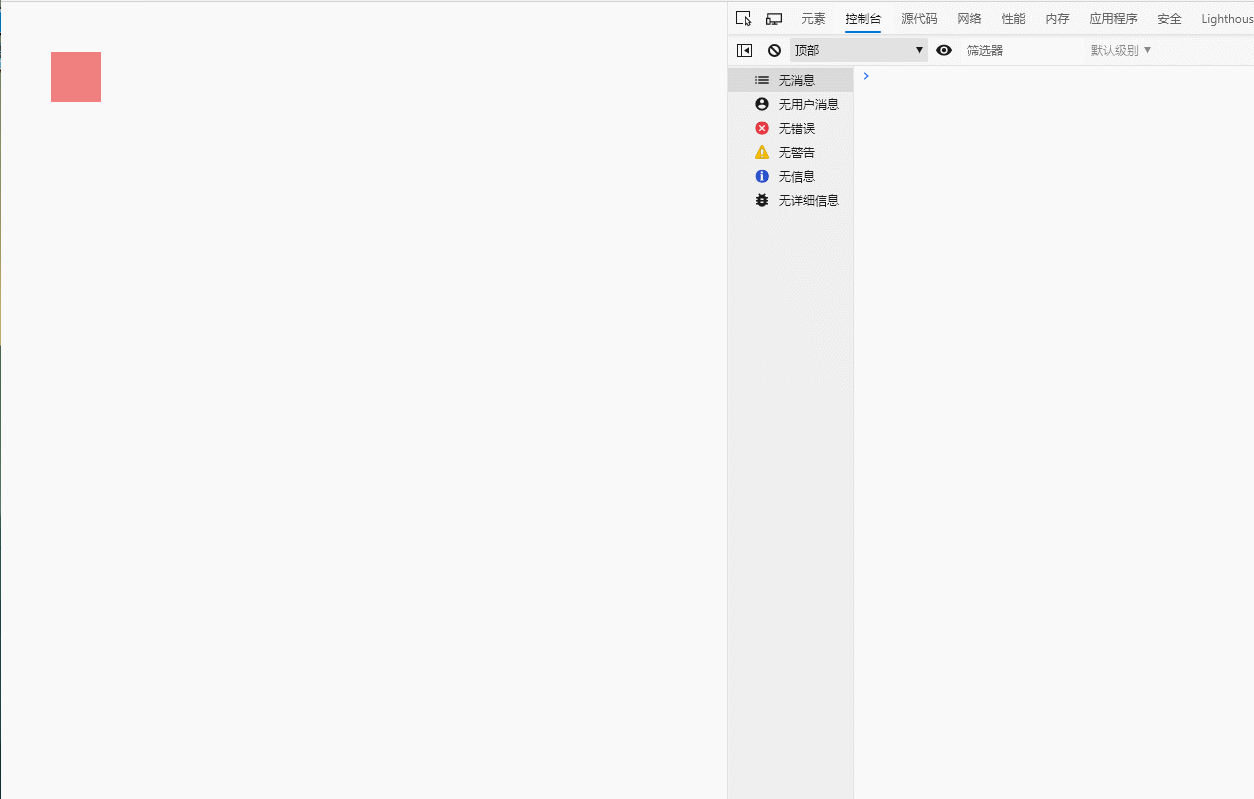 元素 控制台 源代码 网络 性能 内存 应用程序 安全 Lighthous
顶部 筛选器 默认级别
无消息
无用户消息
无错误
无警告
无信息
无详细信息